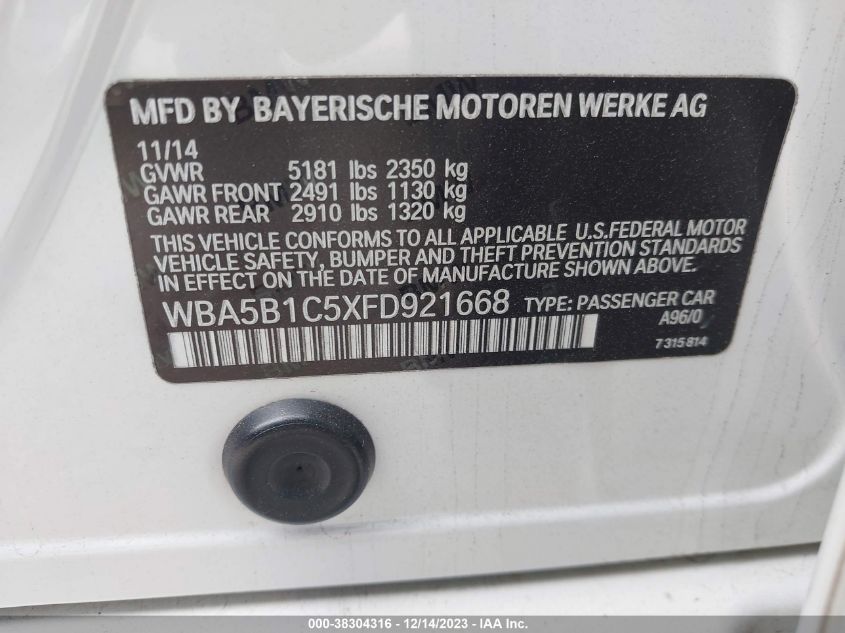 MFD BY BAYERISCHE MOTOREN WERKE AG
11/14
GVWR 5181 lbs 2350 kg
GAWR FRONT 2491 lbs 1130 kg
GAWR REAR 2910 lbs 1320 kg
THIS VEHICLE CONFORMS TO ALL APPLICABLE U.S.FEDERAL MOTOR
VEHICLE SAFETY, BUMPER AND THEFT PREVENTION STANDARDS
IN EFFECT ON THE DATE OF MANUFACTURE SHOWN ABOVE.
WBA5B1C5XFD921668 TYPE: PASSENGER CAR
A96/0
7 315 814
000-38304316 - 12/14/2023 - IAA Inc.